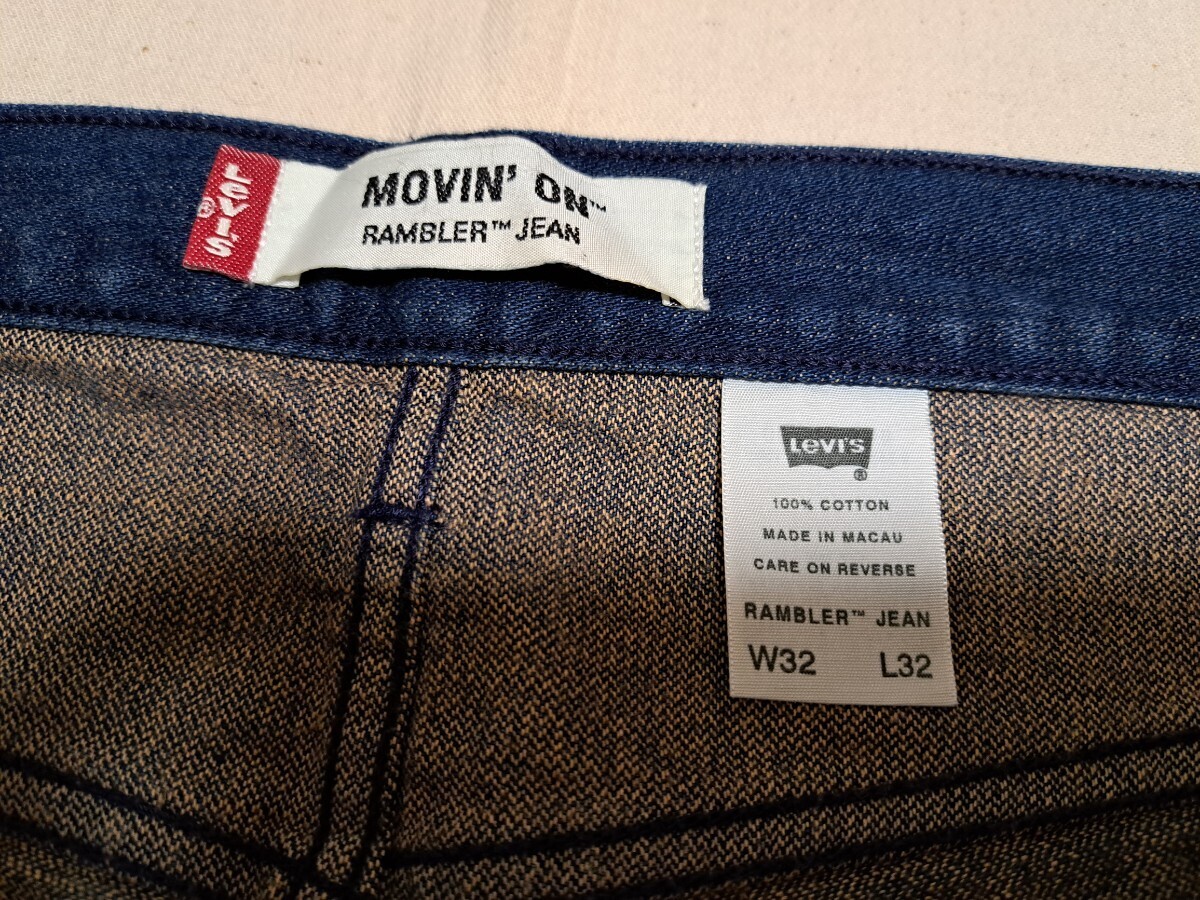 LEVI'S
®
MOVIN' ON™
RAMBLER™ JEAN
LEVI'S
®
100% COTTON
MADE IN MACAU
CARE ON REVERSE
RAMBLER™ JEAN
W32 L32